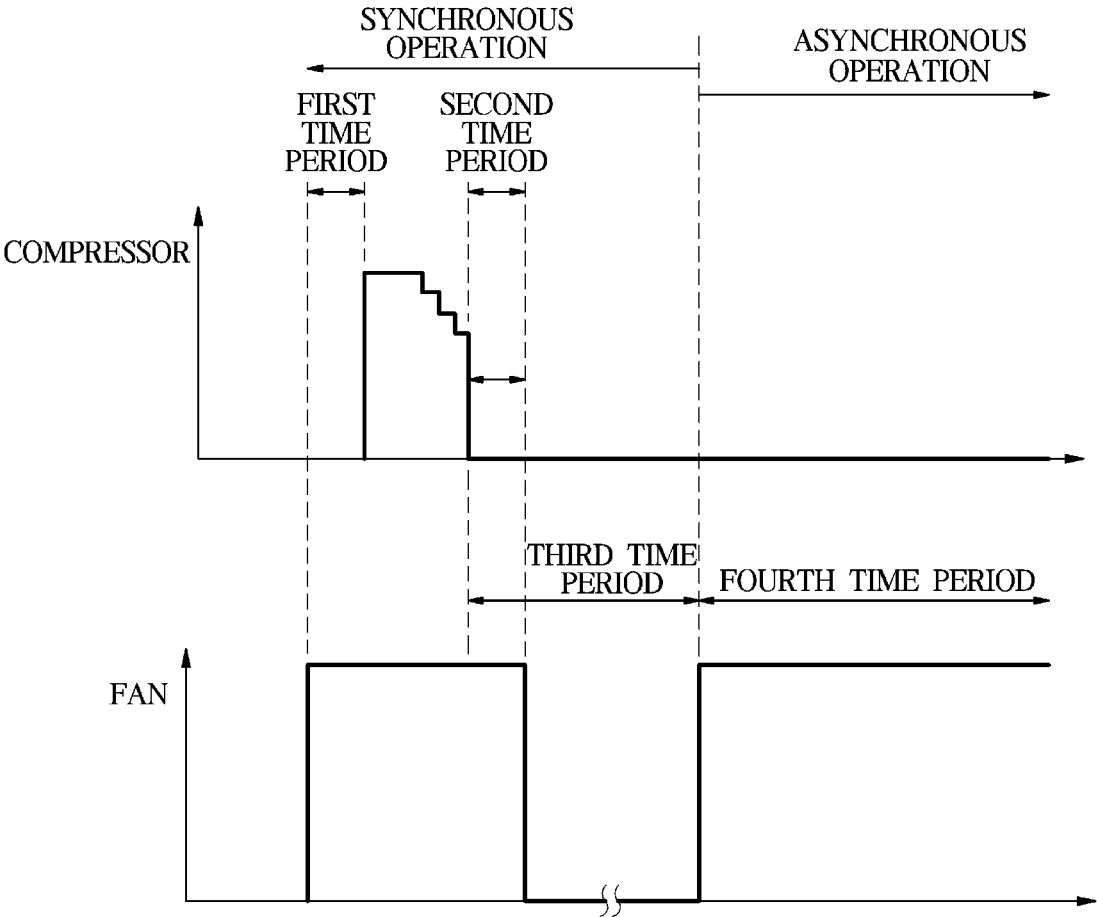 SYNCHRONOUS
OPERATION
ASYNCHRONOUS
OPERATION
FIRST
TIME
PERIOD
SECOND
TIME
PERIOD
COMPRESSOR
THIRD TIME
PERIOD
FOURTH TIME PERIOD
FAN